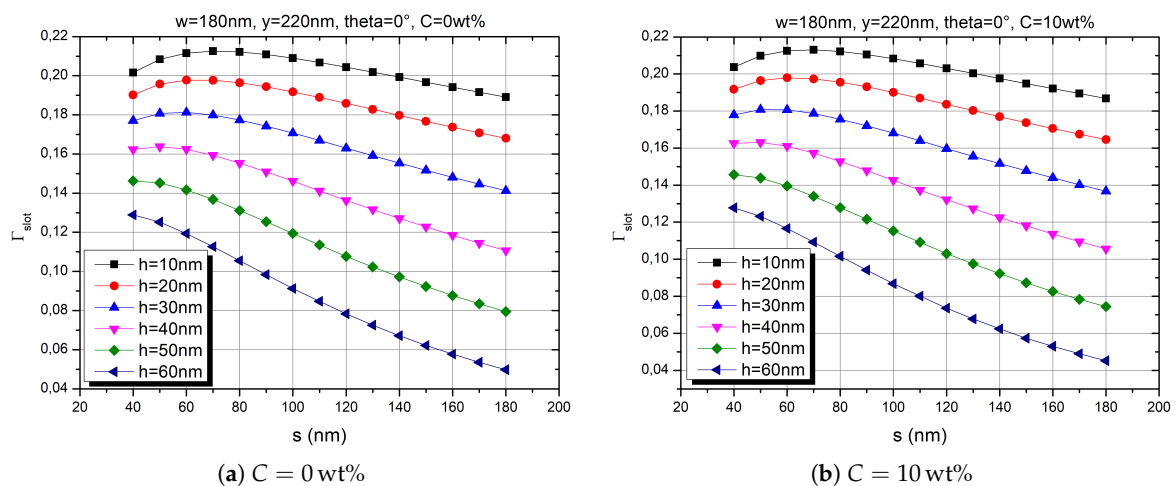 w=180nm, y=220nm, theta=0°, C=0wt%
0,22
0,20
0,18
0,16
0,14
0,12
0,10
0,08
0,06
0,04
Γslot
h=10nm
h=20nm
h=30nm
h=40nm
h=50nm
h=60nm
20 40 60 80 100 120 140 160 180 200
s (nm)
(a) C = 0 wt%
w=180nm, y=220nm, theta=0°, C=10wt%
0,22
0,20
0,18
0,16
0,14
0,12
0,10
0,08
0,06
0,04
Γslot
h=10nm
h=20nm
h=30nm
h=40nm
h=50nm
h=60nm
20 40 60 80 100 120 140 160 180 200
s (nm)
(b) C = 10 wt%